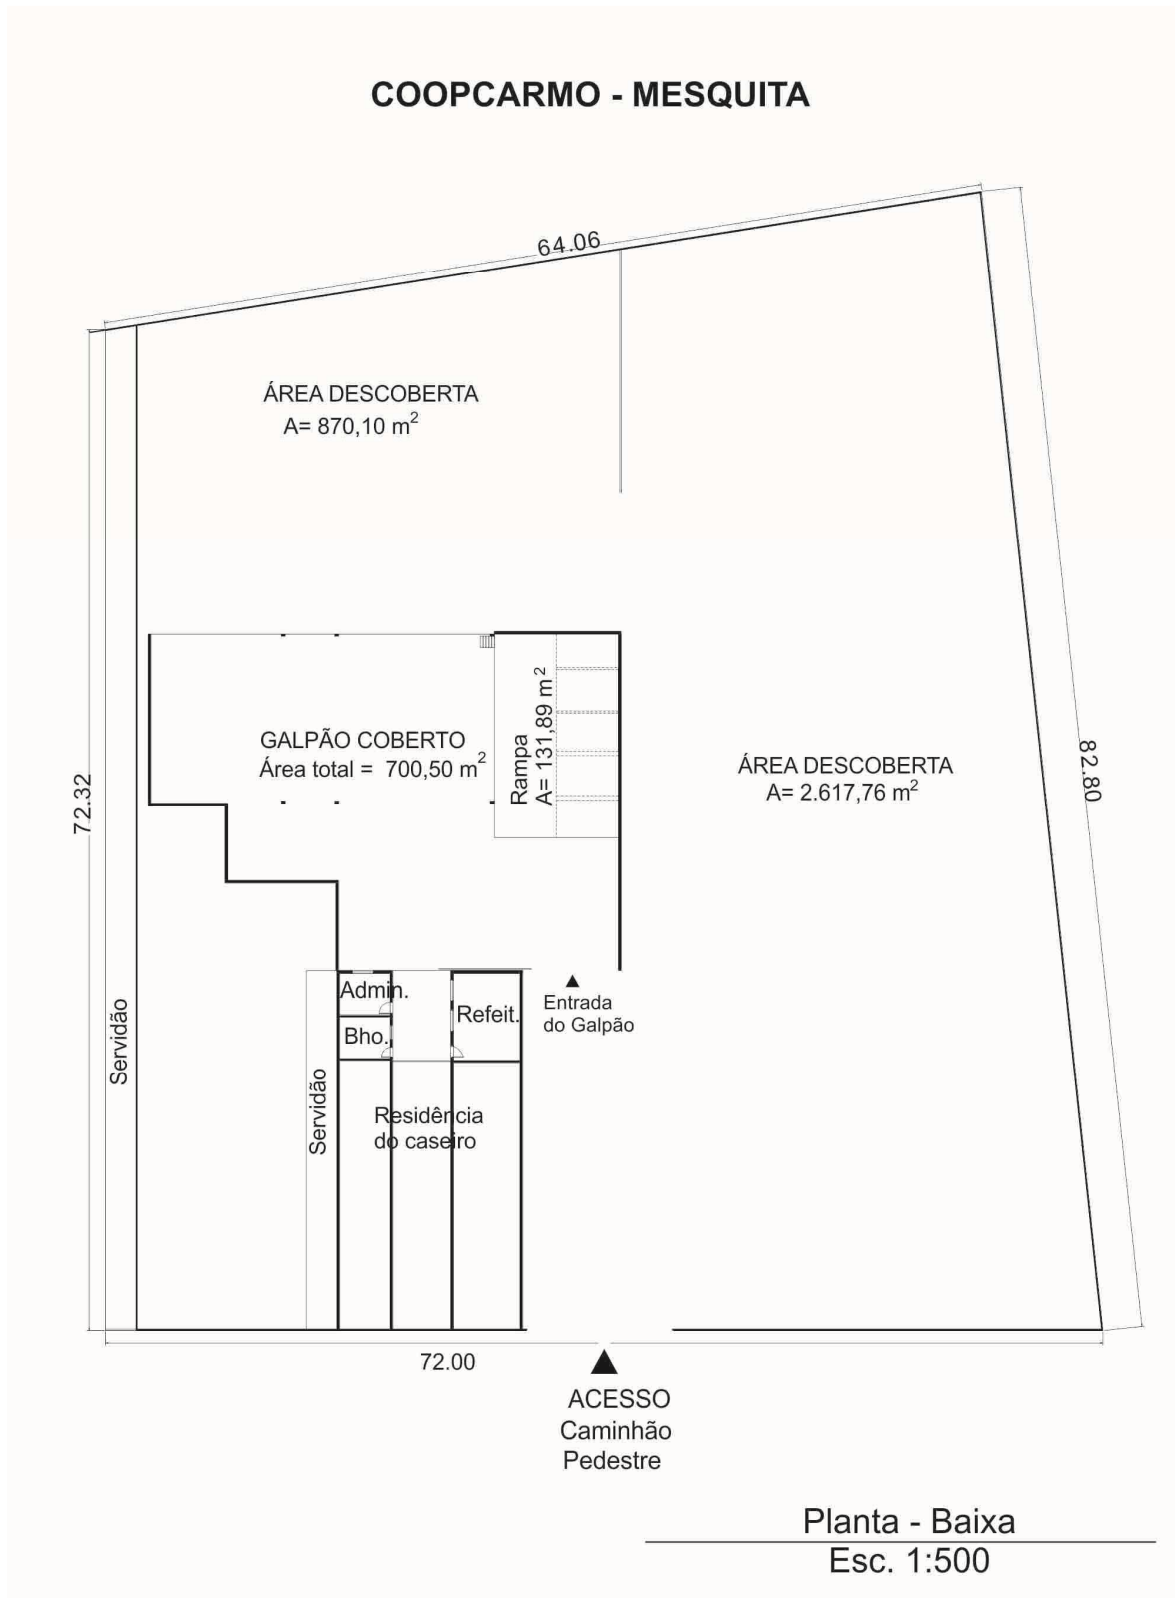 COOPCARMO - MESQUITA
64.06
ÁREA DESCOBERTA
A= 870,10 m²
GALPÃO COBERTO
Área total = 700,50 m²
Rampa
A= 131,89 m²
ÁREA DESCOBERTA
A= 2.617,76 m²
72.32
82.80
Servidão
Admin.
Bho.
Refeit.
Entrada
do Galpão
Servidão
Residência
do caseiro
72.00
ACESSO
Caminhão
Pedestre
Planta - Baixa
Esc. 1:500